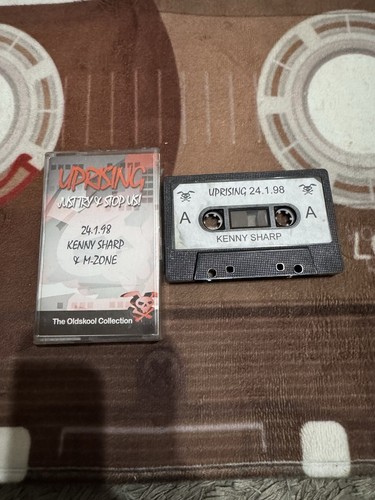 UPRISING
JUST TRY & STOP US!
24.1.98
KENNY SHARP
& M-ZONE
The Oldskool Collection
UPRISING 24.1.98
A
A
KENNY SHARP